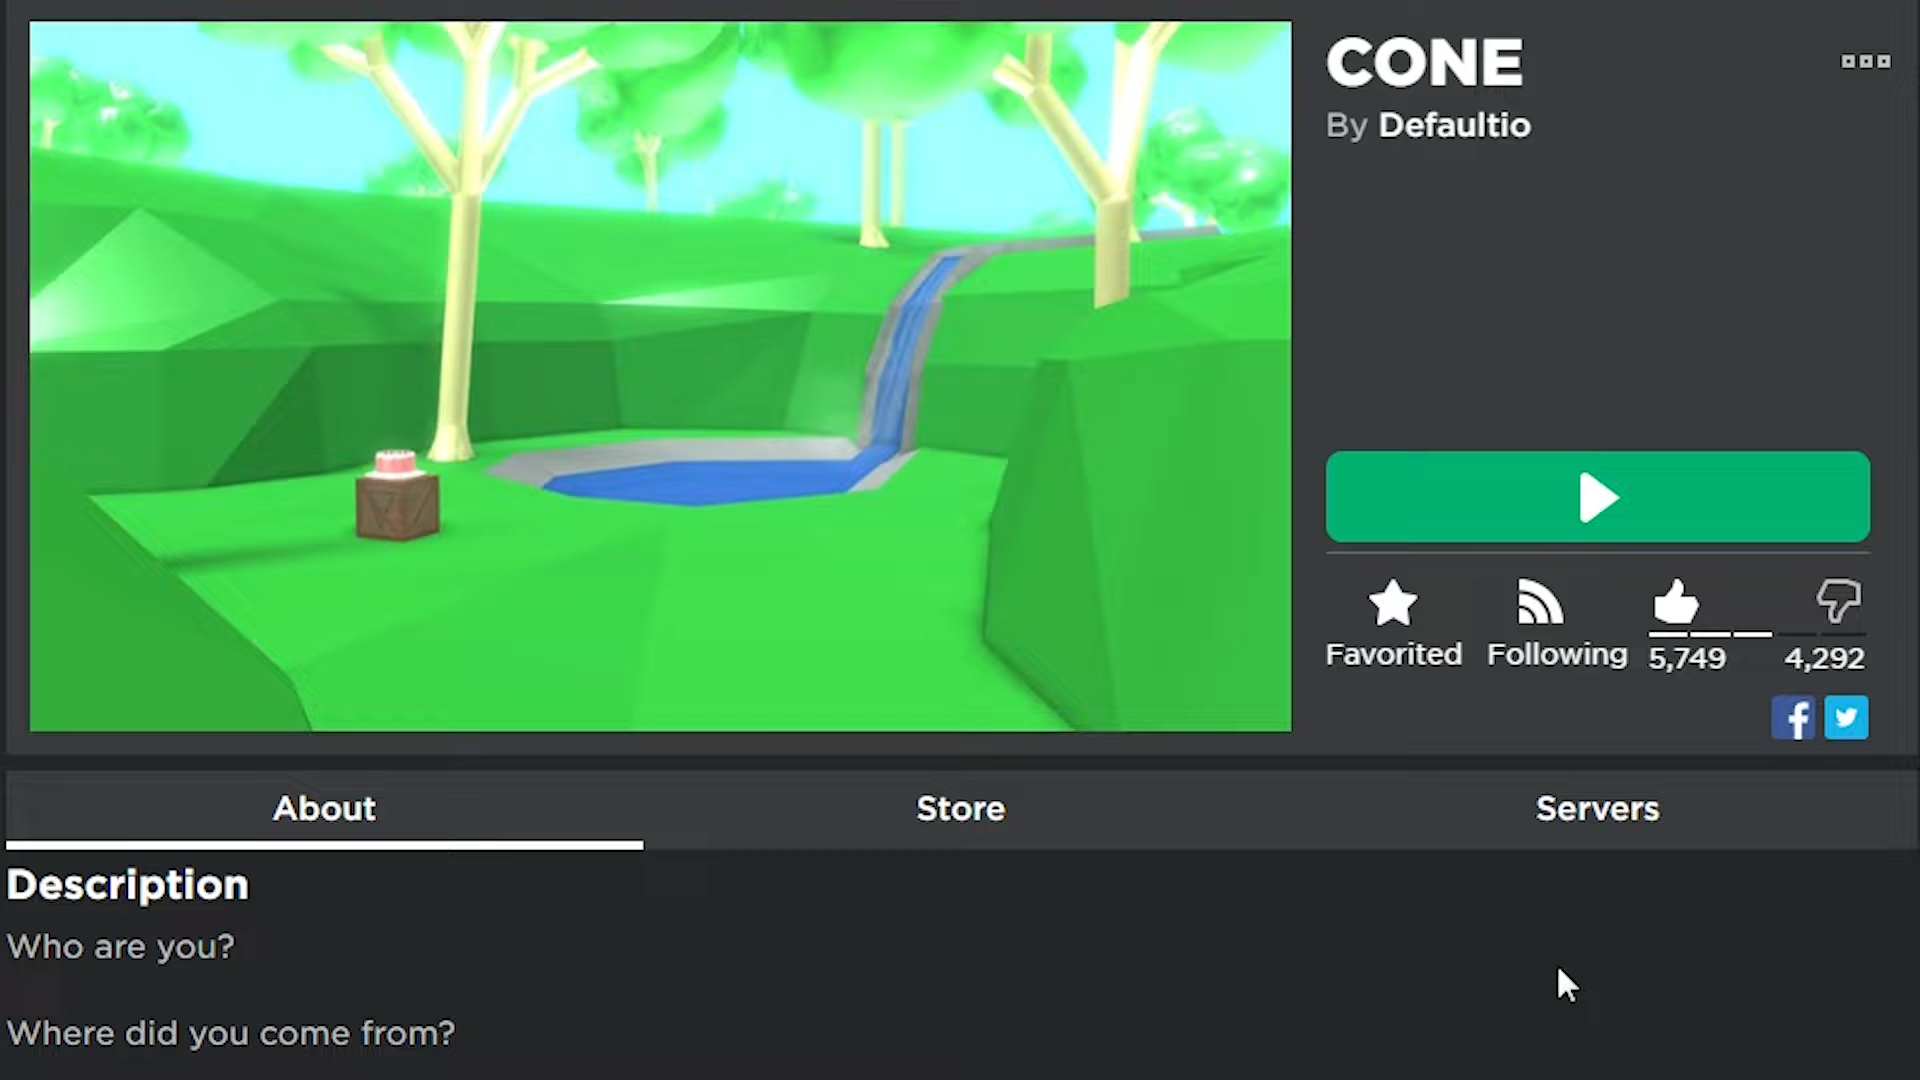 CONE
By Defaultio
Favorited
Following
5,749
4,292
About
Store
Servers
Description
Who are you?
Where did you come from?